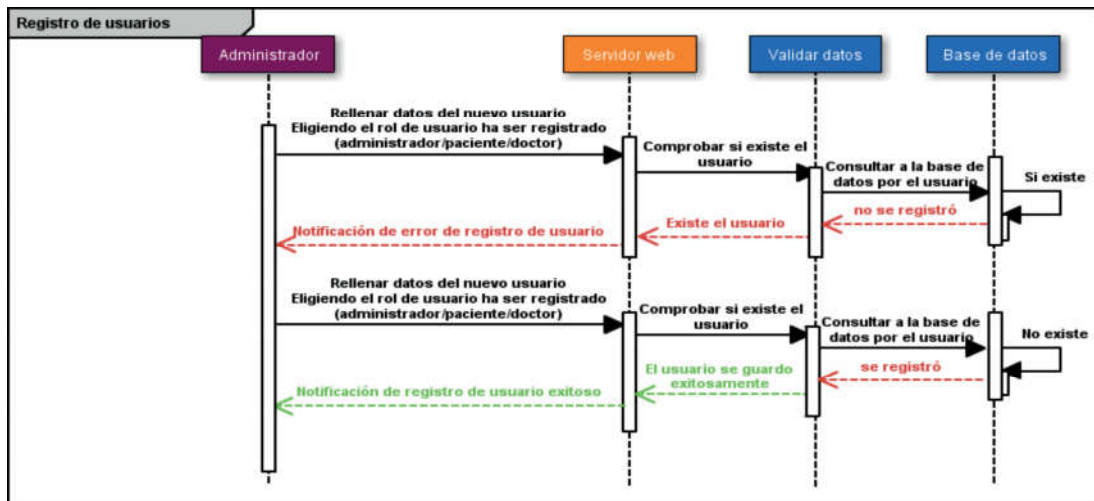 Registro de usuarios
Administrador
Servidor web
Validar datos
Base de datos
Rellenar datos del nuevo usuario
Eligiendo el rol de usuario ha ser registrado
(administrador/paciente/doctor)
Comprobar si existe el
usuario
Consultar a la base de
datos por el usuario
Si existe
no se registró
Existe el usuario
Notificación de error de registro de usuario
Rellenar datos del nuevo usuario
Eligiendo el rol de usuario ha ser registrado
(administrador/paciente/doctor)
Comprobar si existe el
usuario
Consultar a la base de
datos por el usuario
No existe
se registró
El usuario se guardo
exitosamente
Notificación de registro de usuario exitoso